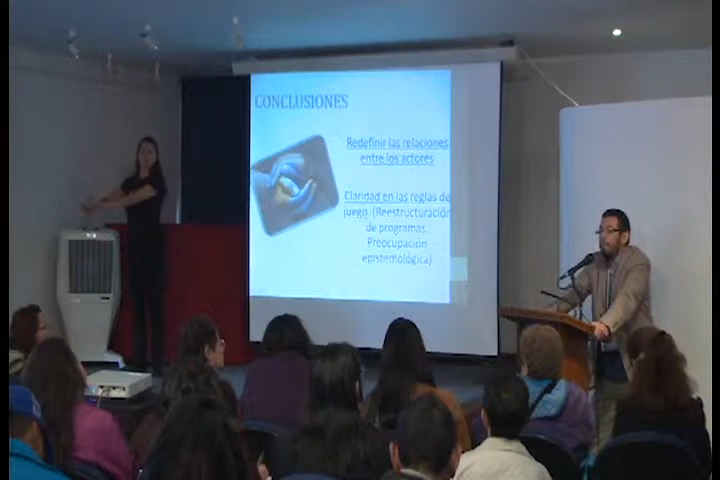 CONCLUSIONES
Redefinir las relaciones
entre los actores
Claridad en las reglas de
juego. (Reestructuración
de programas.
Preocupación
epistemológica)